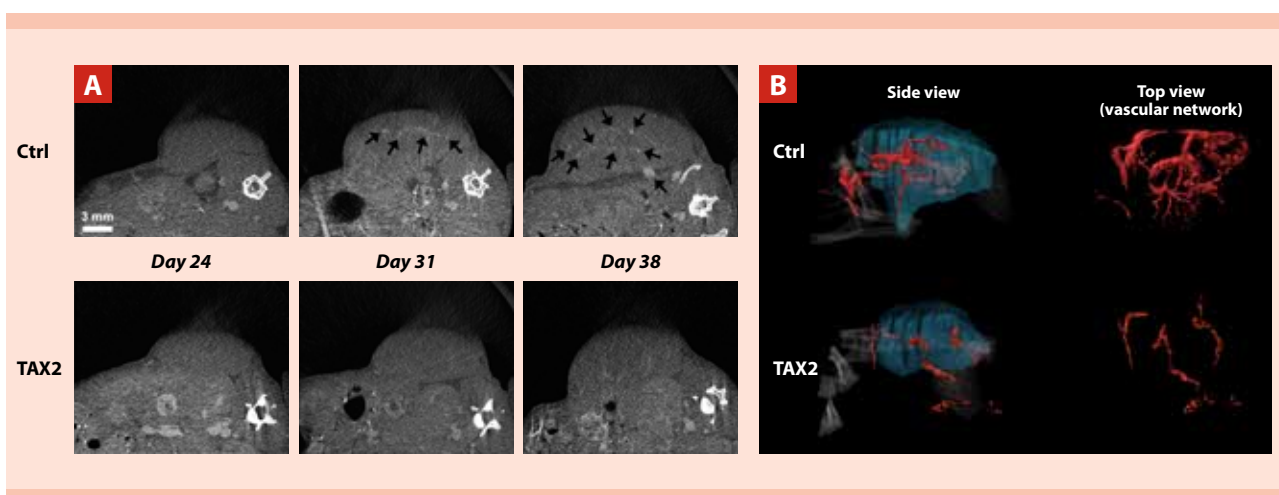 A
Ctrl
3 mm
Day 24
Day 31
Day 38
TAX2
B
Side view
Top view
(vascular network)
Ctrl
TAX2